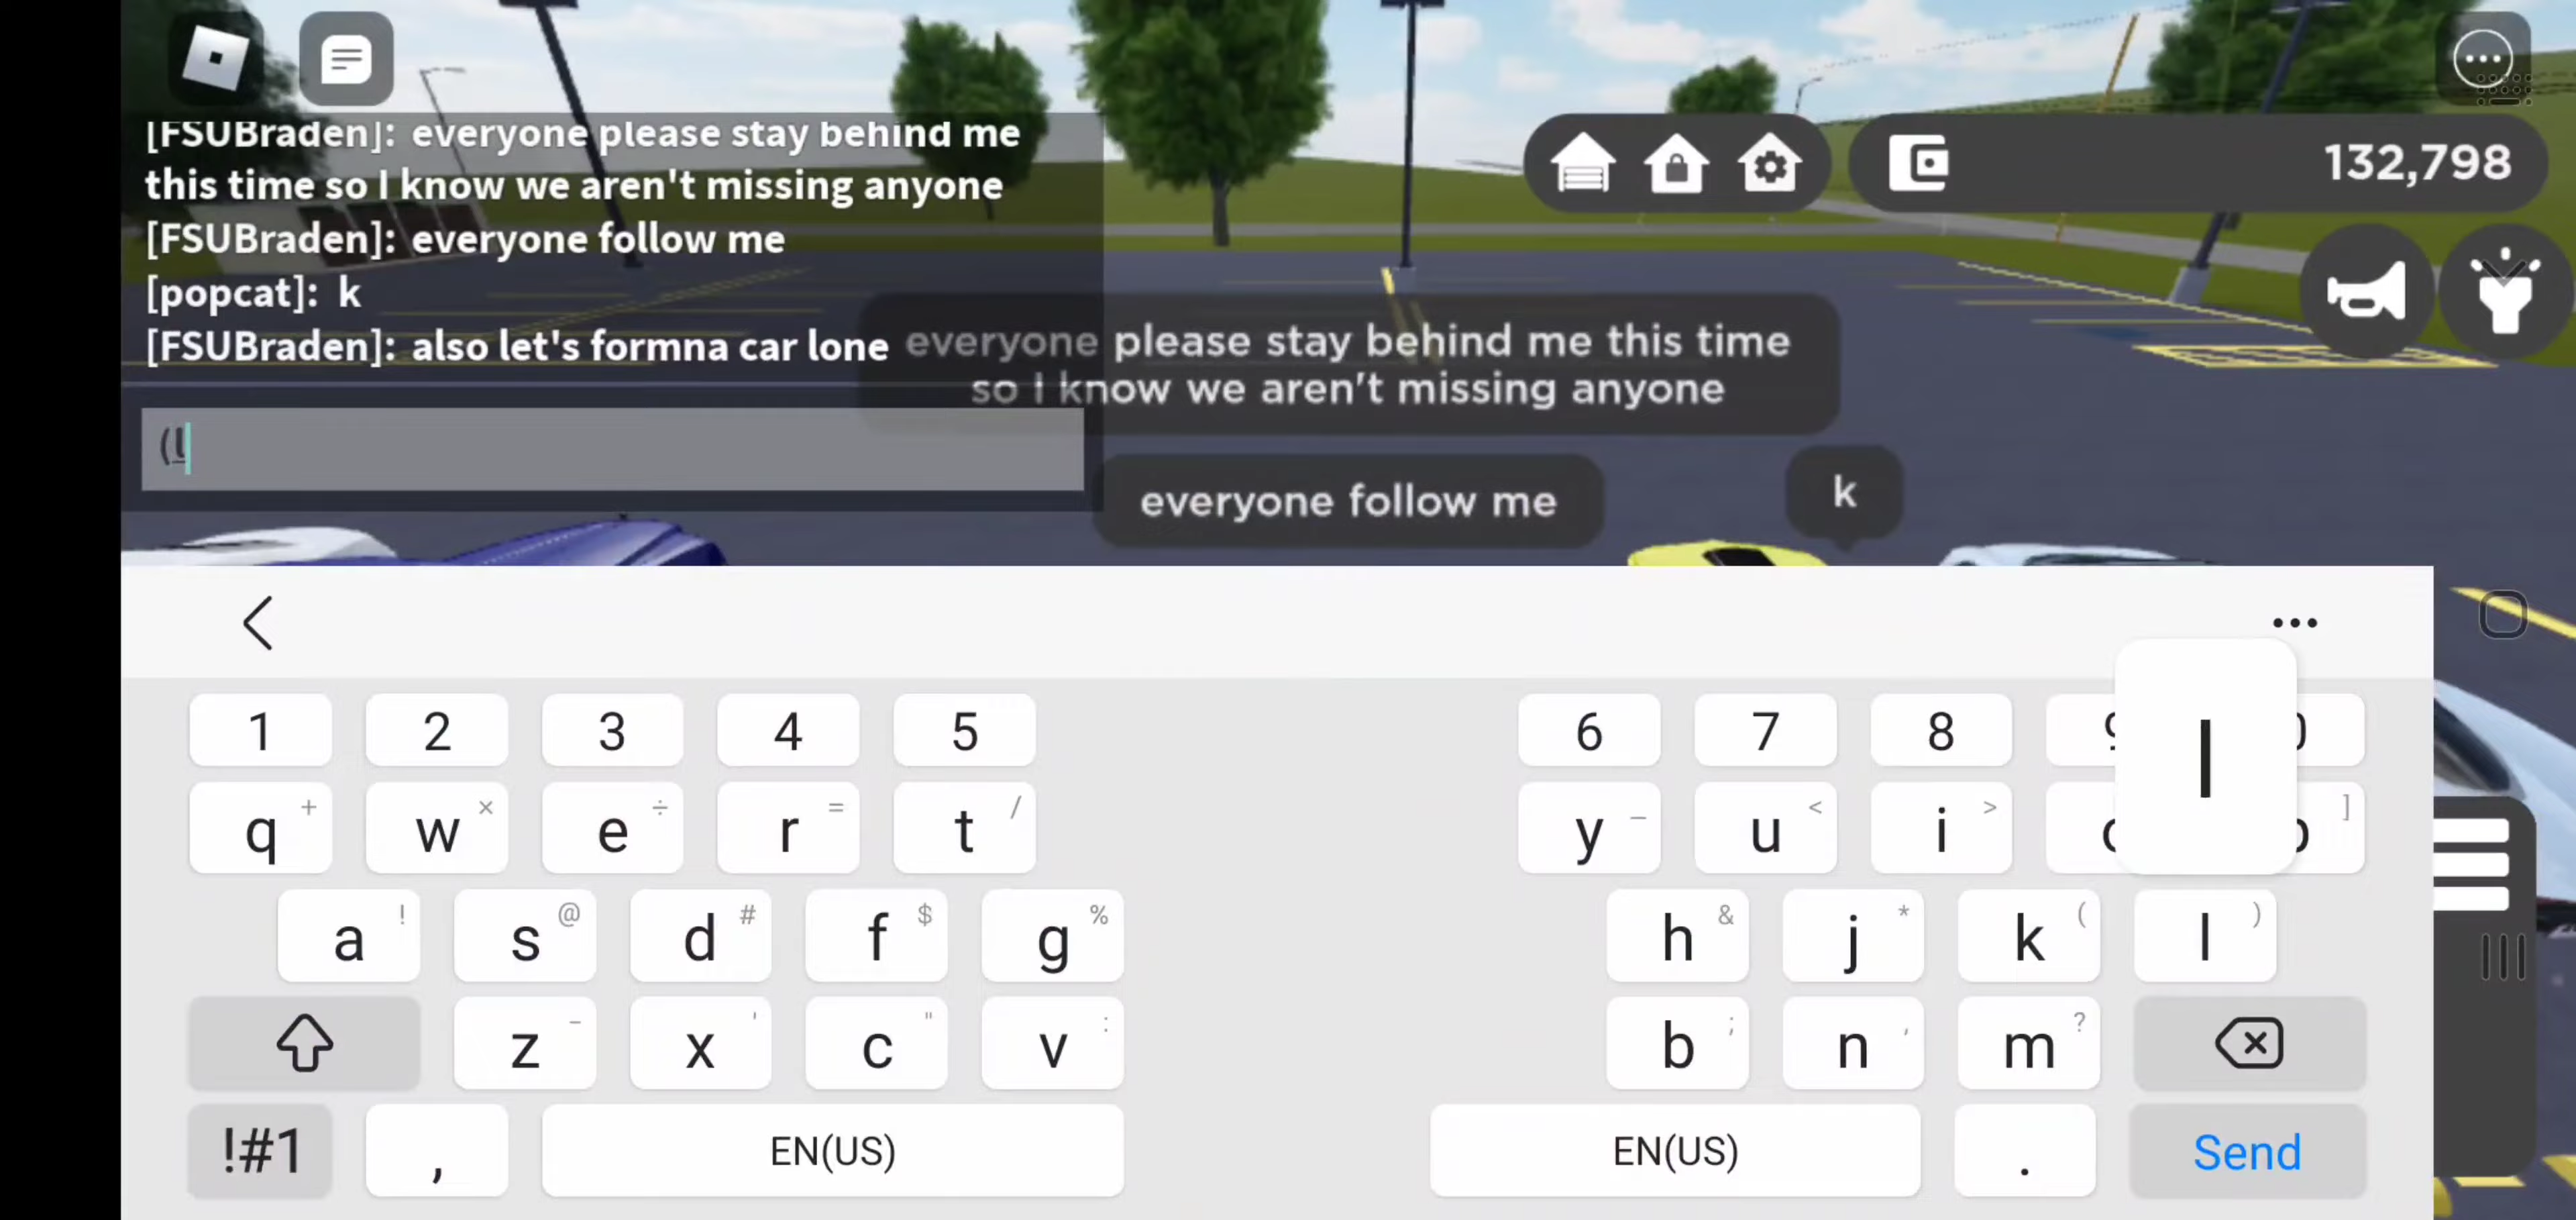 [FSUBraden]: everyone please stay behind me
this time so I know we aren't missing anyone
[FSUBraden]: everyone follow me
[popcat]: k
[FSUBraden]: also let's formna car lone
(l
132,798
everyone please stay behind me this time
so I know we aren't missing anyone
everyone follow me
k
1 2 3 4 5 6 7 8 9 0
q + w × e ÷ r = t / y _ u < i > o p ]
l
a ! s @ d # f $ g % h & j * k ( l )
z - x ' c " v : b ; n , m ?
!#1 , EN(US) EN(US) . Send